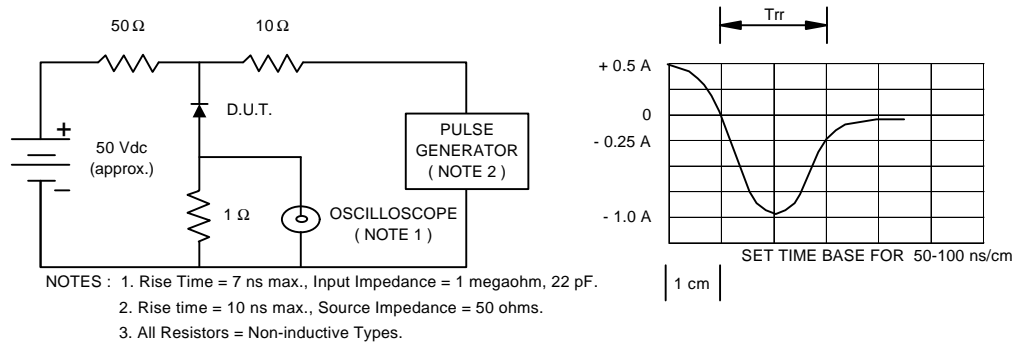 50 Ω
10 Ω
D.U.T.
+
50 Vdc
(approx.)
−
1 Ω
OSCILLOSCOPE
( NOTE 1 )
PULSE
GENERATOR
( NOTE 2 )
Trr
+ 0.5 A
0
- 0.25 A
- 1.0 A
SET TIME BASE FOR 50-100 ns/cm
1 cm
NOTES : 1. Rise Time = 7 ns max., Input Impedance = 1 megaohm, 22 pF.
2. Rise time = 10 ns max., Source Impedance = 50 ohms.
3. All Resistors = Non-inductive Types.